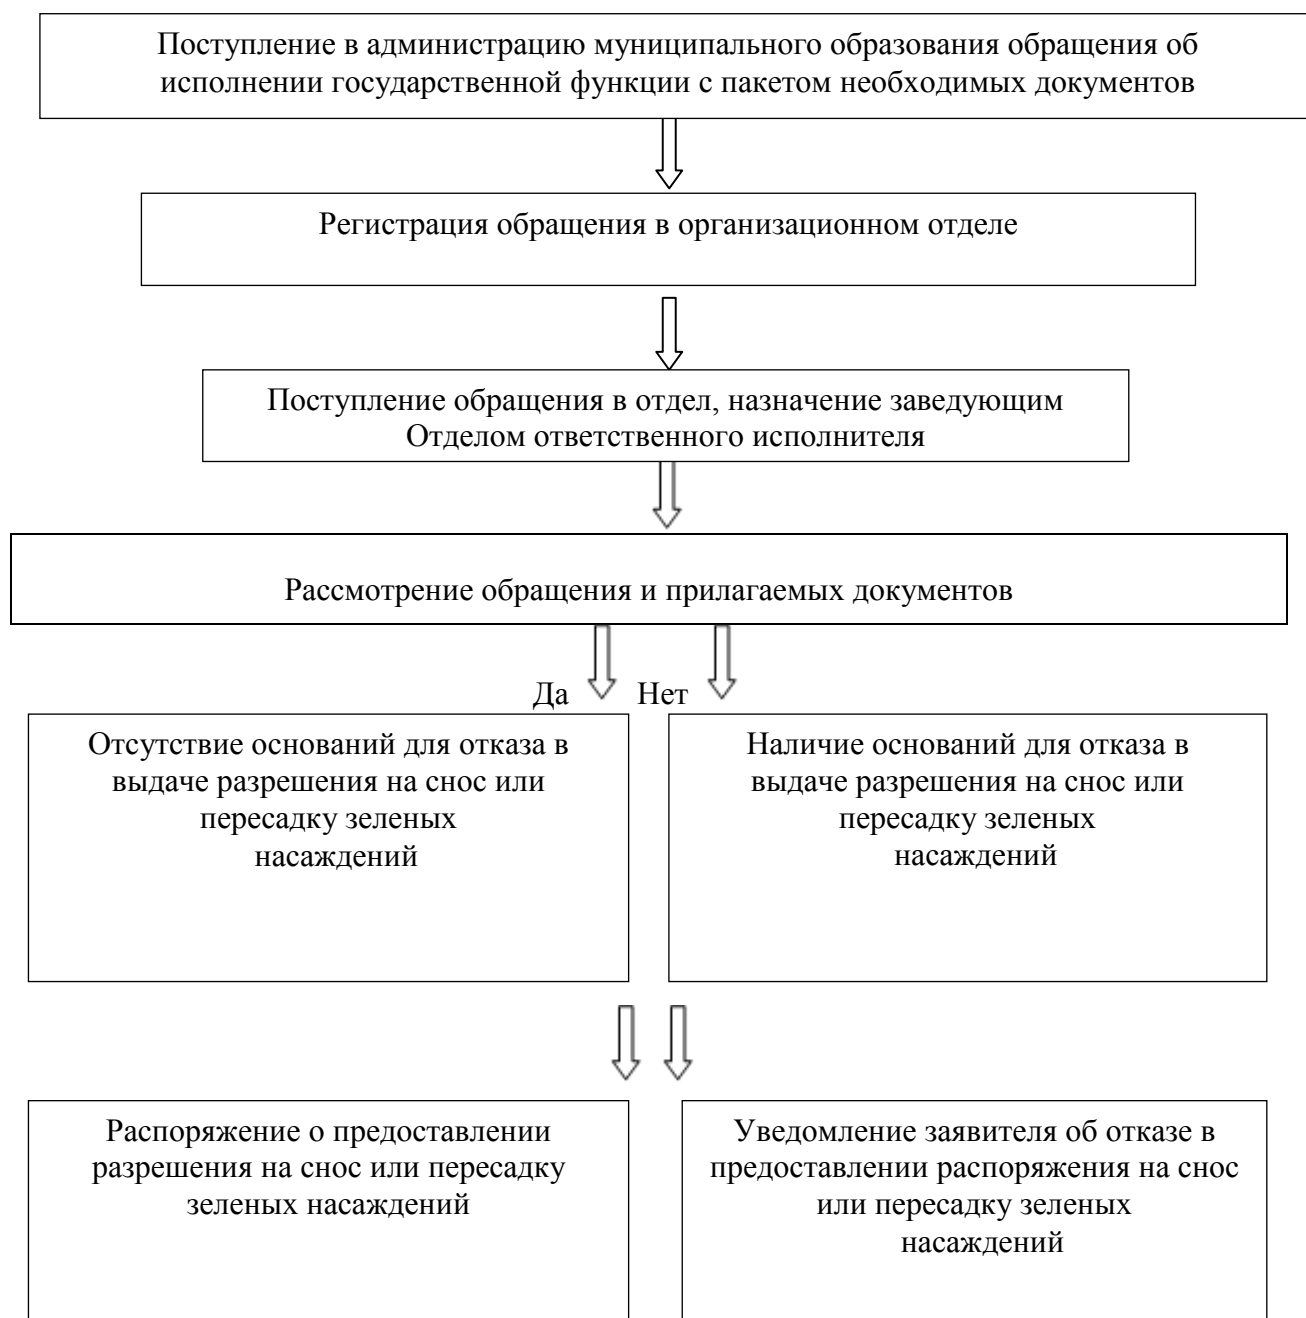 Поступление в администрацию муниципального образования обращения об
исполнении государственной функции с пакетом необходимых документов
Регистрация обращения в организационном отделе
Поступление обращения в отдел, назначение заведующим
Отделом ответственного исполнителя
Рассмотрение обращения и прилагаемых документов
Да
Нет
Отсутствие оснований для отказа в
выдаче разрешения на снос или
пересадку зеленых
насаждений
Наличие оснований для отказа в
выдаче разрешения на снос или
пересадку зеленых
насаждений
Распоряжение о предоставлении
разрешения на снос или пересадку
зеленых насаждений
Уведомление заявителя об отказе в
предоставлении распоряжения на снос
или пересадку зеленых
насаждений